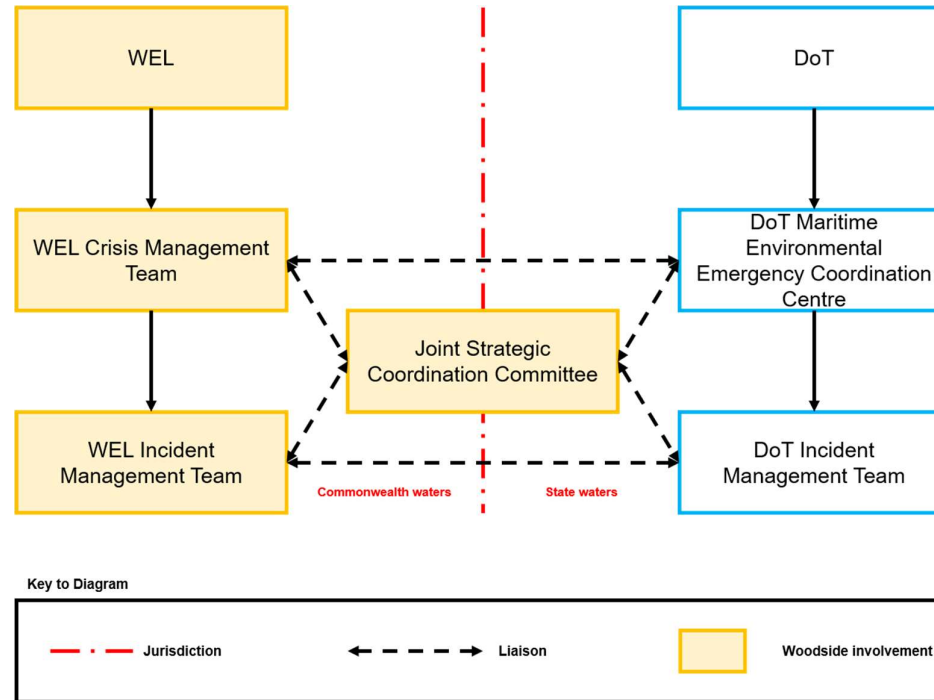 WEL
DoT
WEL Crisis Management
Team
DoT Maritime
Environmental
Emergency Coordination
Centre
Joint Strategic
Coordination Committee
WEL Incident
Management Team
DoT Incident
Management Team
Commonwealth waters
State waters
Key to Diagram
Jurisdiction
Liaison
Woodside involvement